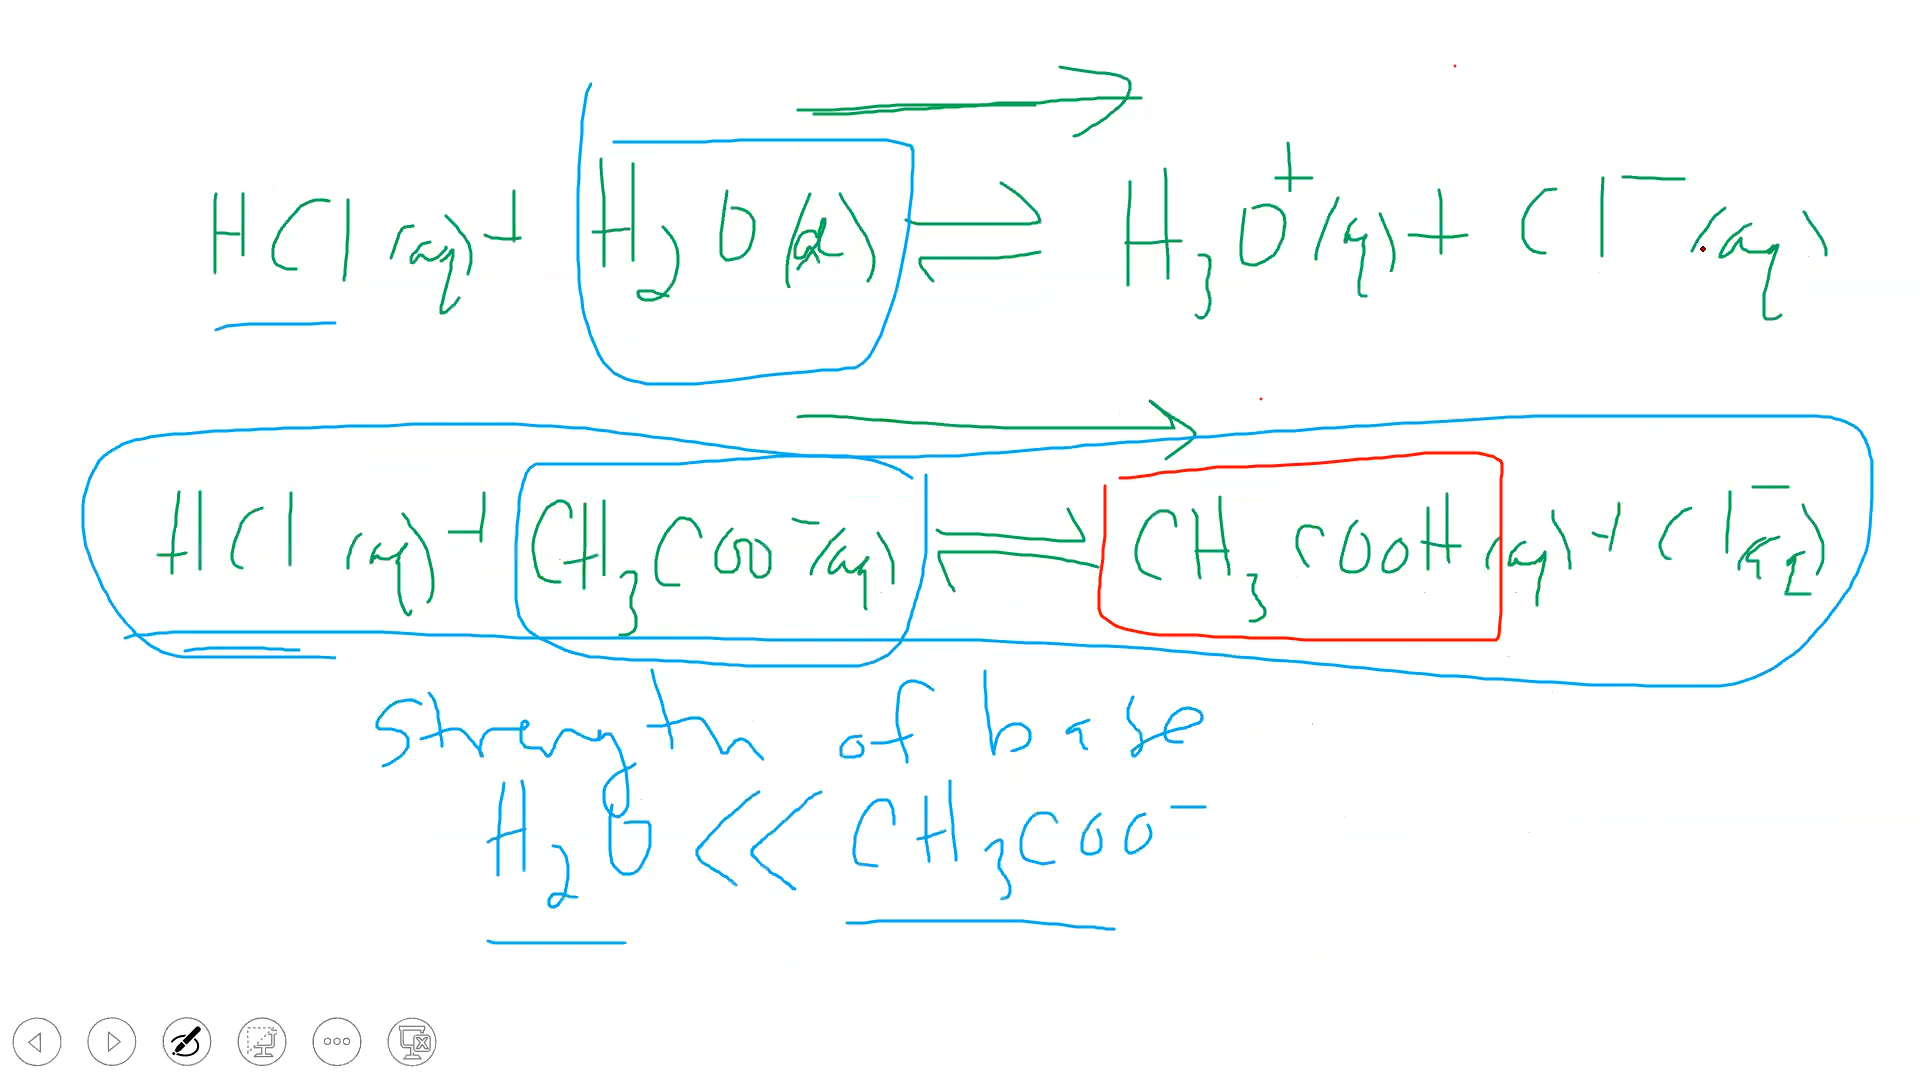 HCl(aq) + H₂O(l) ⇌ H₃O⁺(aq) + Cl⁻(aq)
HCl(aq) + CH₃COO⁻(aq) ⇌ CH₃COOH(aq) + Cl⁻(aq)
strength of base
H₂O << CH₃COO⁻